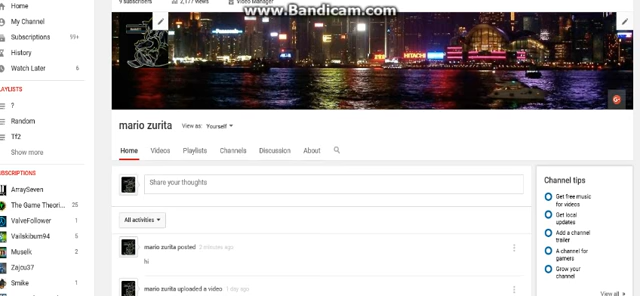 www.Bandicam.com
Home
9 subscribers
2,177 views
Video Manager
My Channel
Subscriptions 99+
History
Watch Later 6
PLAYLISTS
?
Random
Tf2
Show more
SUBSCRIPTIONS
ArraySeven
The Game Theori... 25
ValveFollower 1
Vailskibum94 5
Muselk 2
Zajcu37
Smike 1
HITACHI
mario zurita
View as: Yourself
Home Videos Playlists Channels Discussion About
Share your thoughts
All activities
mario zurita posted 2 minutes ago
hi
mario zurita uploaded a video 1 day ago
Channel tips
Get free music
for videos
Get local
updates
Add a channel
trailer
A channel for
gamers
Grow your
channel
View all